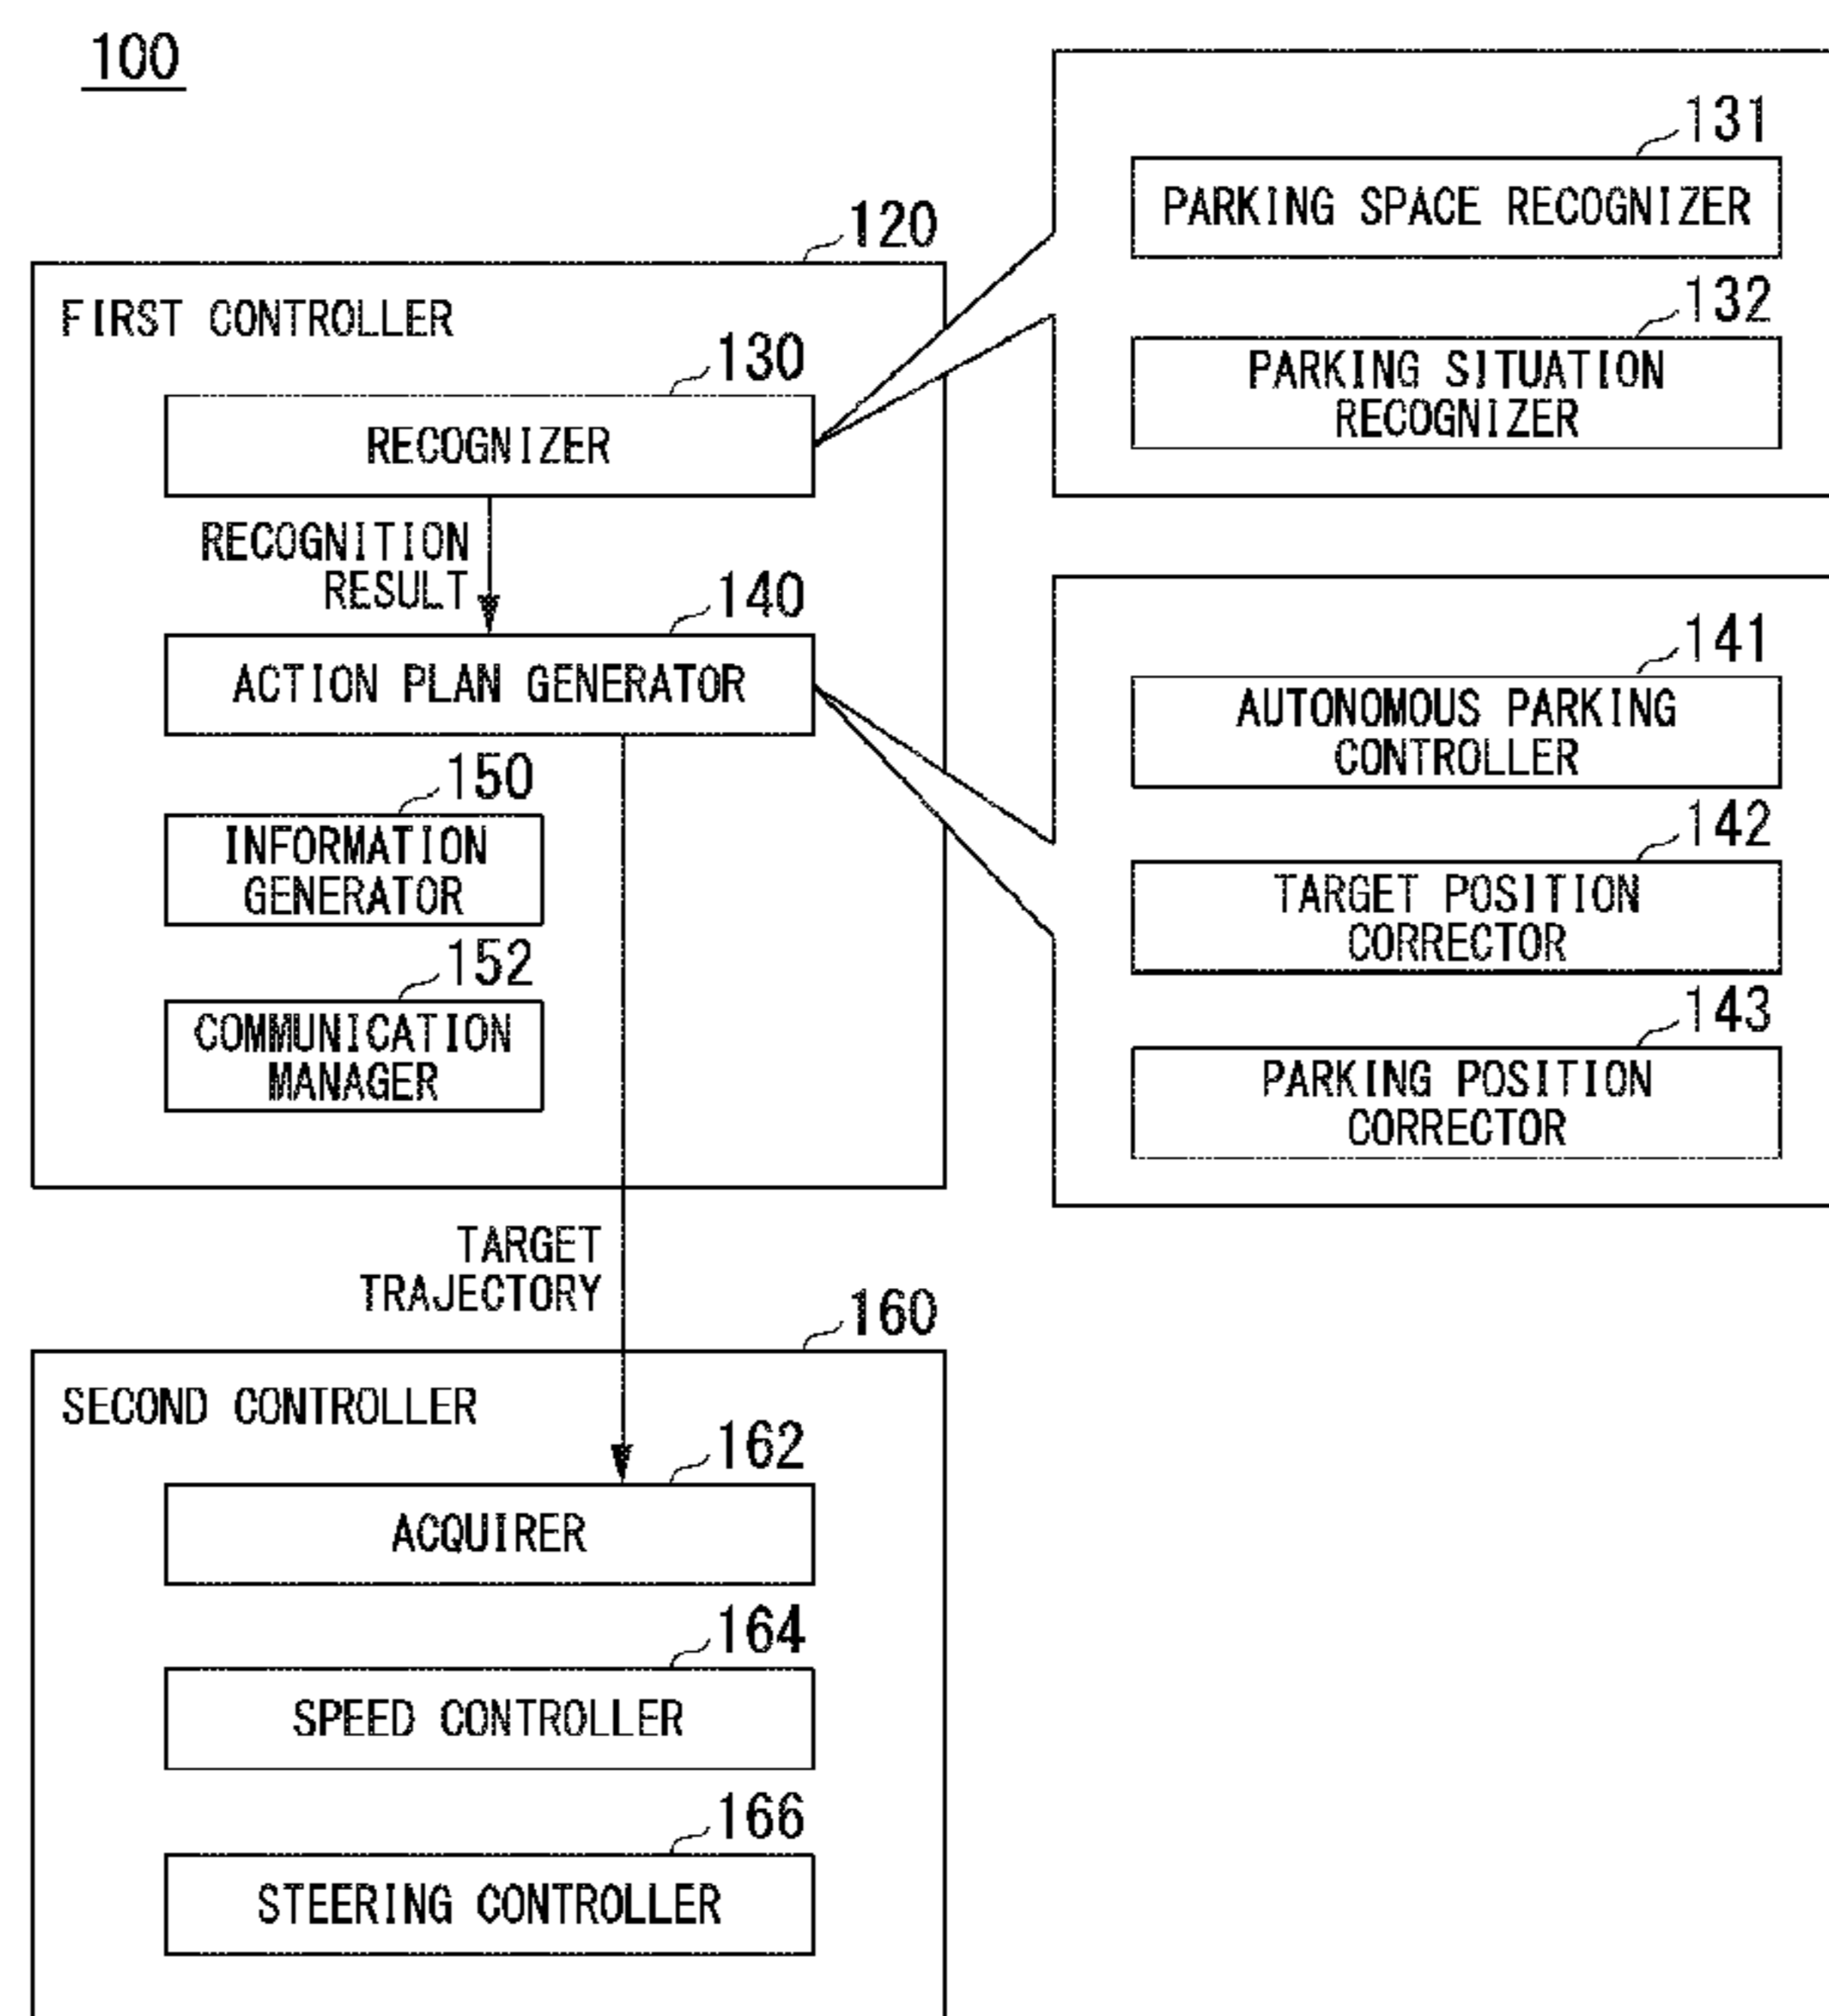 100
120
FIRST CONTROLLER
130
RECOGNIZER
RECOGNITION
RESULT
140
ACTION PLAN GENERATOR
150
INFORMATION
GENERATOR
152
COMMUNICATION
MANAGER
TARGET
TRAJECTORY
160
SECOND CONTROLLER
162
ACQUIRER
164
SPEED CONTROLLER
166
STEERING CONTROLLER
131
PARKING SPACE RECOGNIZER
132
PARKING SITUATION
RECOGNIZER
141
AUTONOMOUS PARKING
CONTROLLER
142
TARGET POSITION
CORRECTOR
143
PARKING POSITION
CORRECTOR